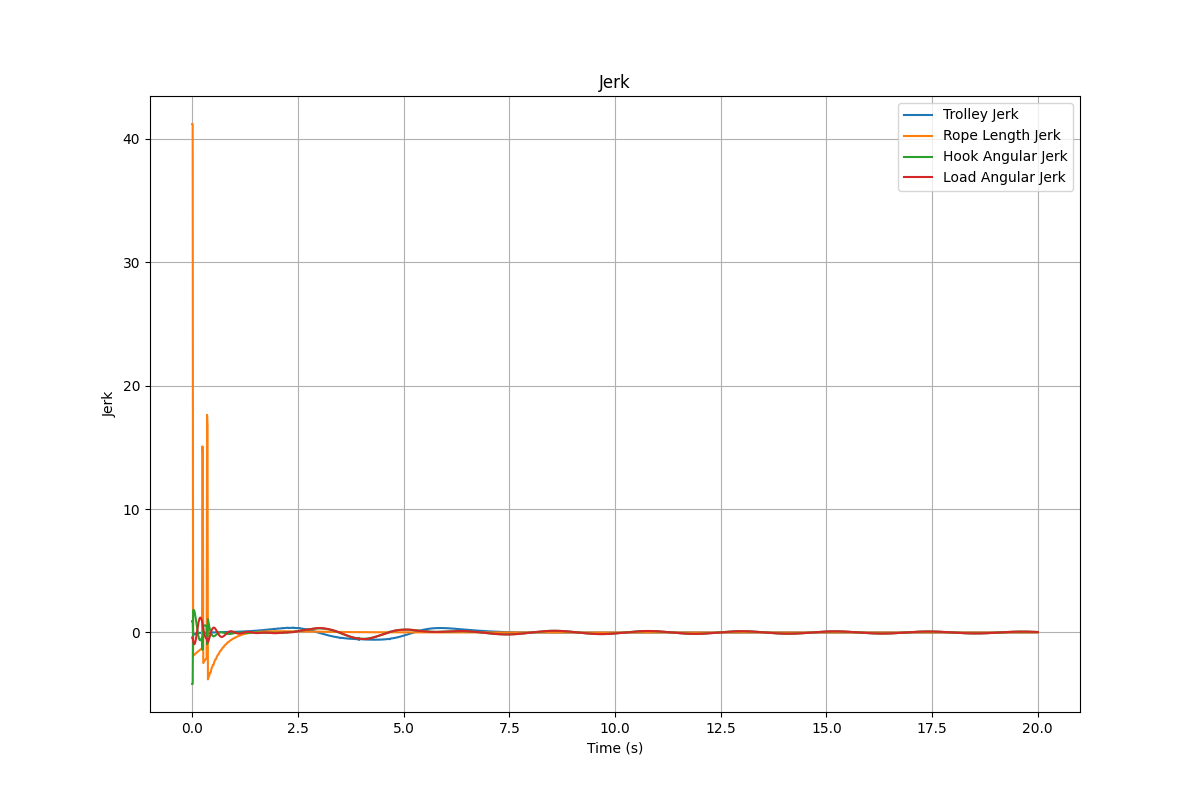 Jerk
Trolley Jerk
Rope Length Jerk
Hook Angular Jerk
Load Angular Jerk
Jerk
40
30
20
10
0
0.0 2.5 5.0 7.5 10.0 12.5 15.0 17.5 20.0
Time (s)